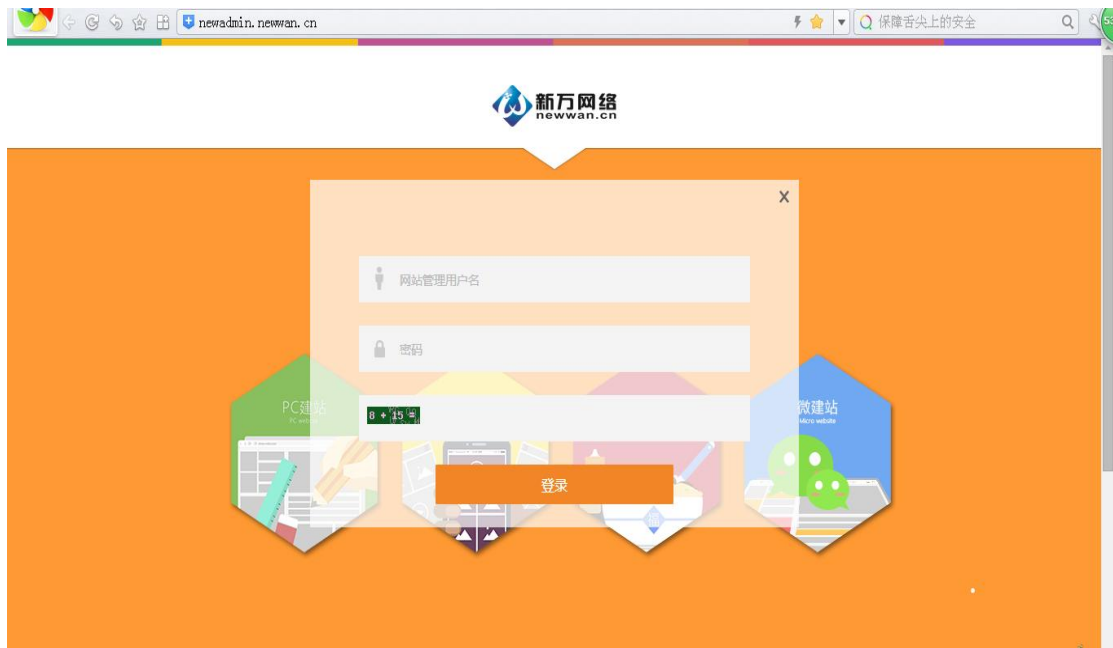 newadmin.newwan.cn
保障舌尖上的安全
新万网络
newwan.cn
网站管理用户名
密码
PC建站
8 + 15 =
微建站
Micro website
登录